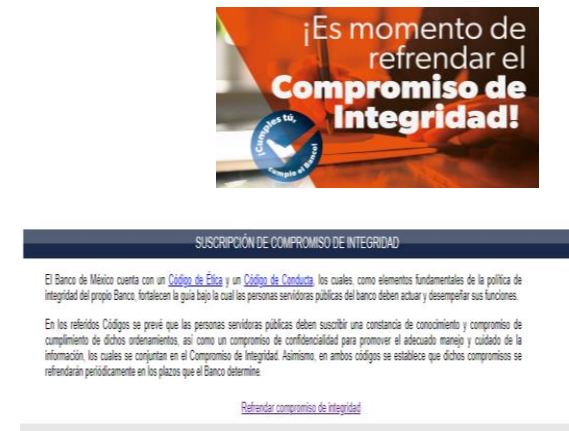 ¡Es momento de
refrendar el
Compromiso de
Integridad!
¡Cumples tú,
cumple el Banco!
SUSCRIPCIÓN DE COMPROMISO DE INTEGRIDAD
El Banco de México cuenta con un Código de Ética y un Código de Conducta, los cuales, como elementos fundamentales de la política de
integridad del propio Banco, fortalecen la guía bajo la cual las personas servidoras públicas del banco deben actuar y desempeñar sus funciones.
En los referidos Códigos se prevé que las personas servidoras públicas deben suscribir una constancia de conocimiento y compromiso de
cumplimiento de dichos ordenamientos, así como un compromiso de confidencialidad para promover el adecuado manejo y cuidado de la
información, los cuales se conjuntan en el Compromiso de Integridad. Asimismo, en ambos códigos se establece que dichos compromisos se
refrendarán periódicamente en los plazos que el Banco determine.
Refrendar compromiso de integridad